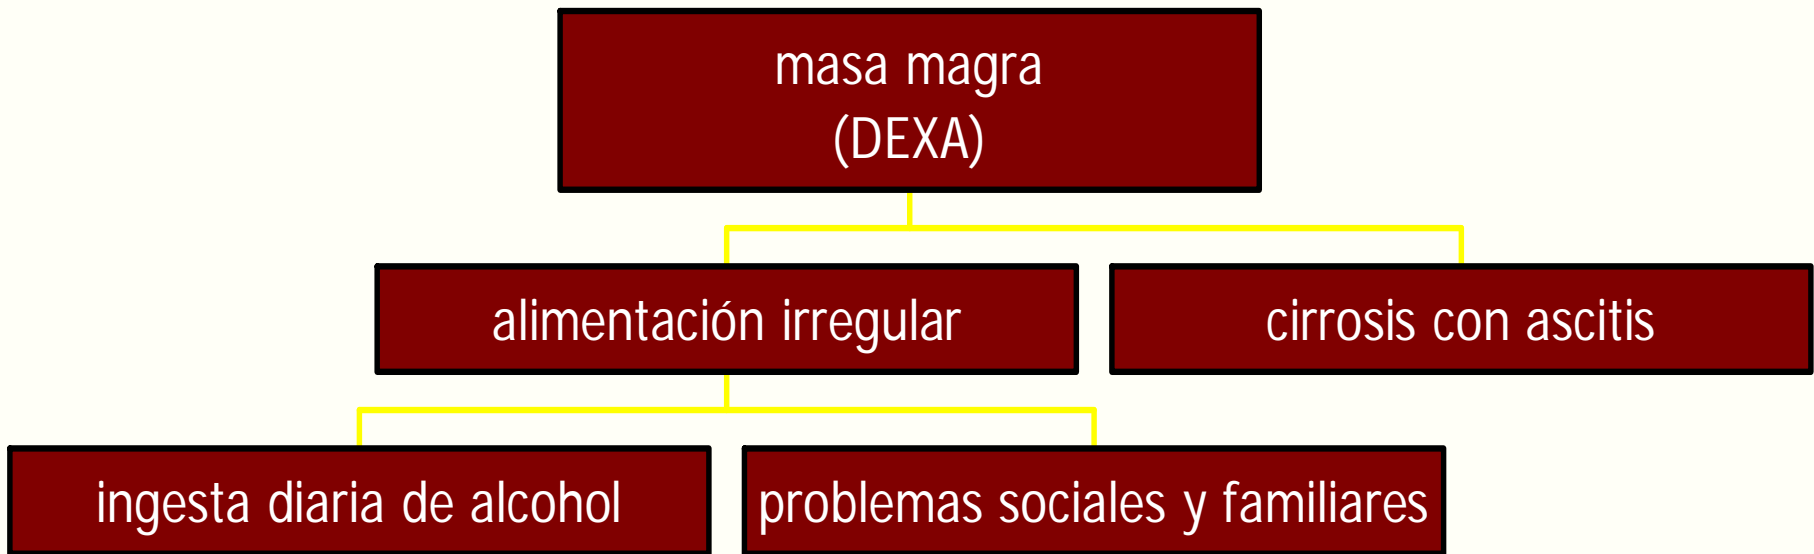 masa magra
(DEXA)
alimentación irregular
cirrosis con ascitis
ingesta diaria de alcohol
problemas sociales y familiares